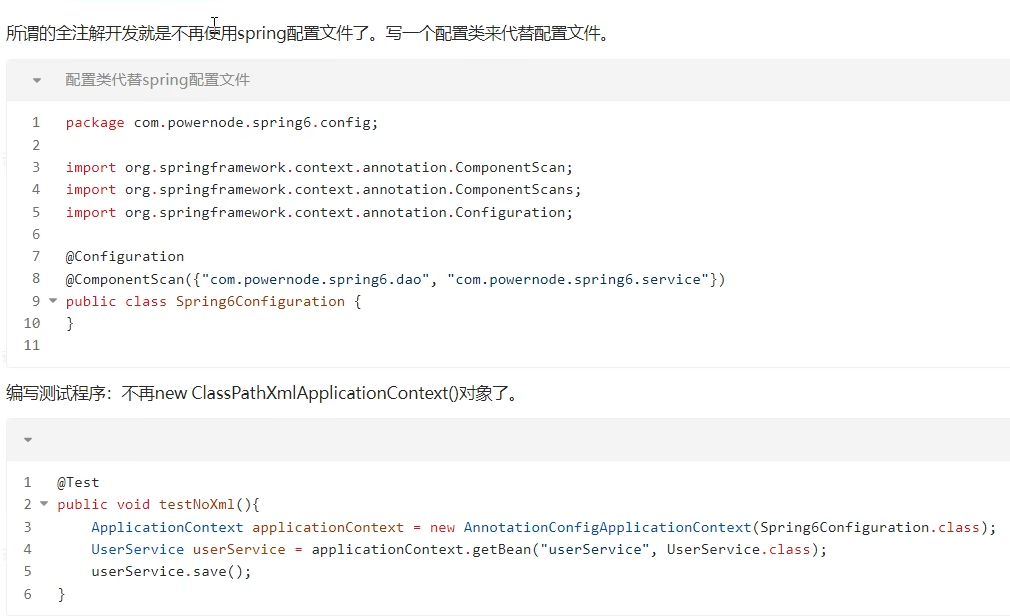 所谓的全注解开发就是不再使用spring配置文件了。写一个配置类来代替配置文件。
配置类代替spring配置文件
1 package com.powernode.spring6.config;
2
3 import org.springframework.context.annotation.ComponentScan;
4 import org.springframework.context.annotation.ComponentScans;
5 import org.springframework.context.annotation.Configuration;
6
7 @Configuration
8 @ComponentScan({"com.powernode.spring6.dao", "com.powernode.spring6.service"})
9 public class Spring6Configuration {
10 }
11
编写测试程序：不再new ClassPathXmlApplicationContext()对象了。
1 @Test
2 public void testNoXml(){
3 ApplicationContext applicationContext = new AnnotationConfigApplicationContext(Spring6Configuration.class);
4 UserService userService = applicationContext.getBean("userService", UserService.class);
5 userService.save();
6 }